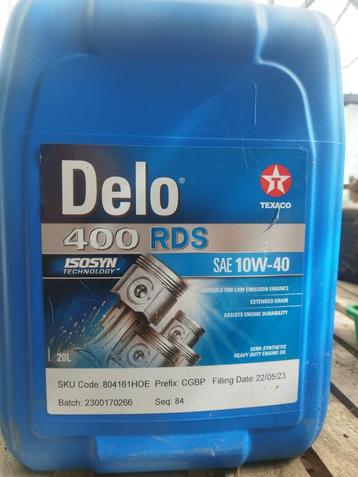 Delo®
TEXACO
400 RDS
ISOSYN
TECHNOLOGY™
SAE 10W-40
SUITABLE FOR LOW EMISSION ENGINES
EXTENDED DRAIN
ASSISTS ENGINE DURABILITY
SEMI-SYNTHETIC
HEAVY DUTY ENGINE OIL
20L
SKU Code: 804161HOE Prefix: CGBP Filling Date: 22/05/23
Batch: 2300170266 Seq: 84